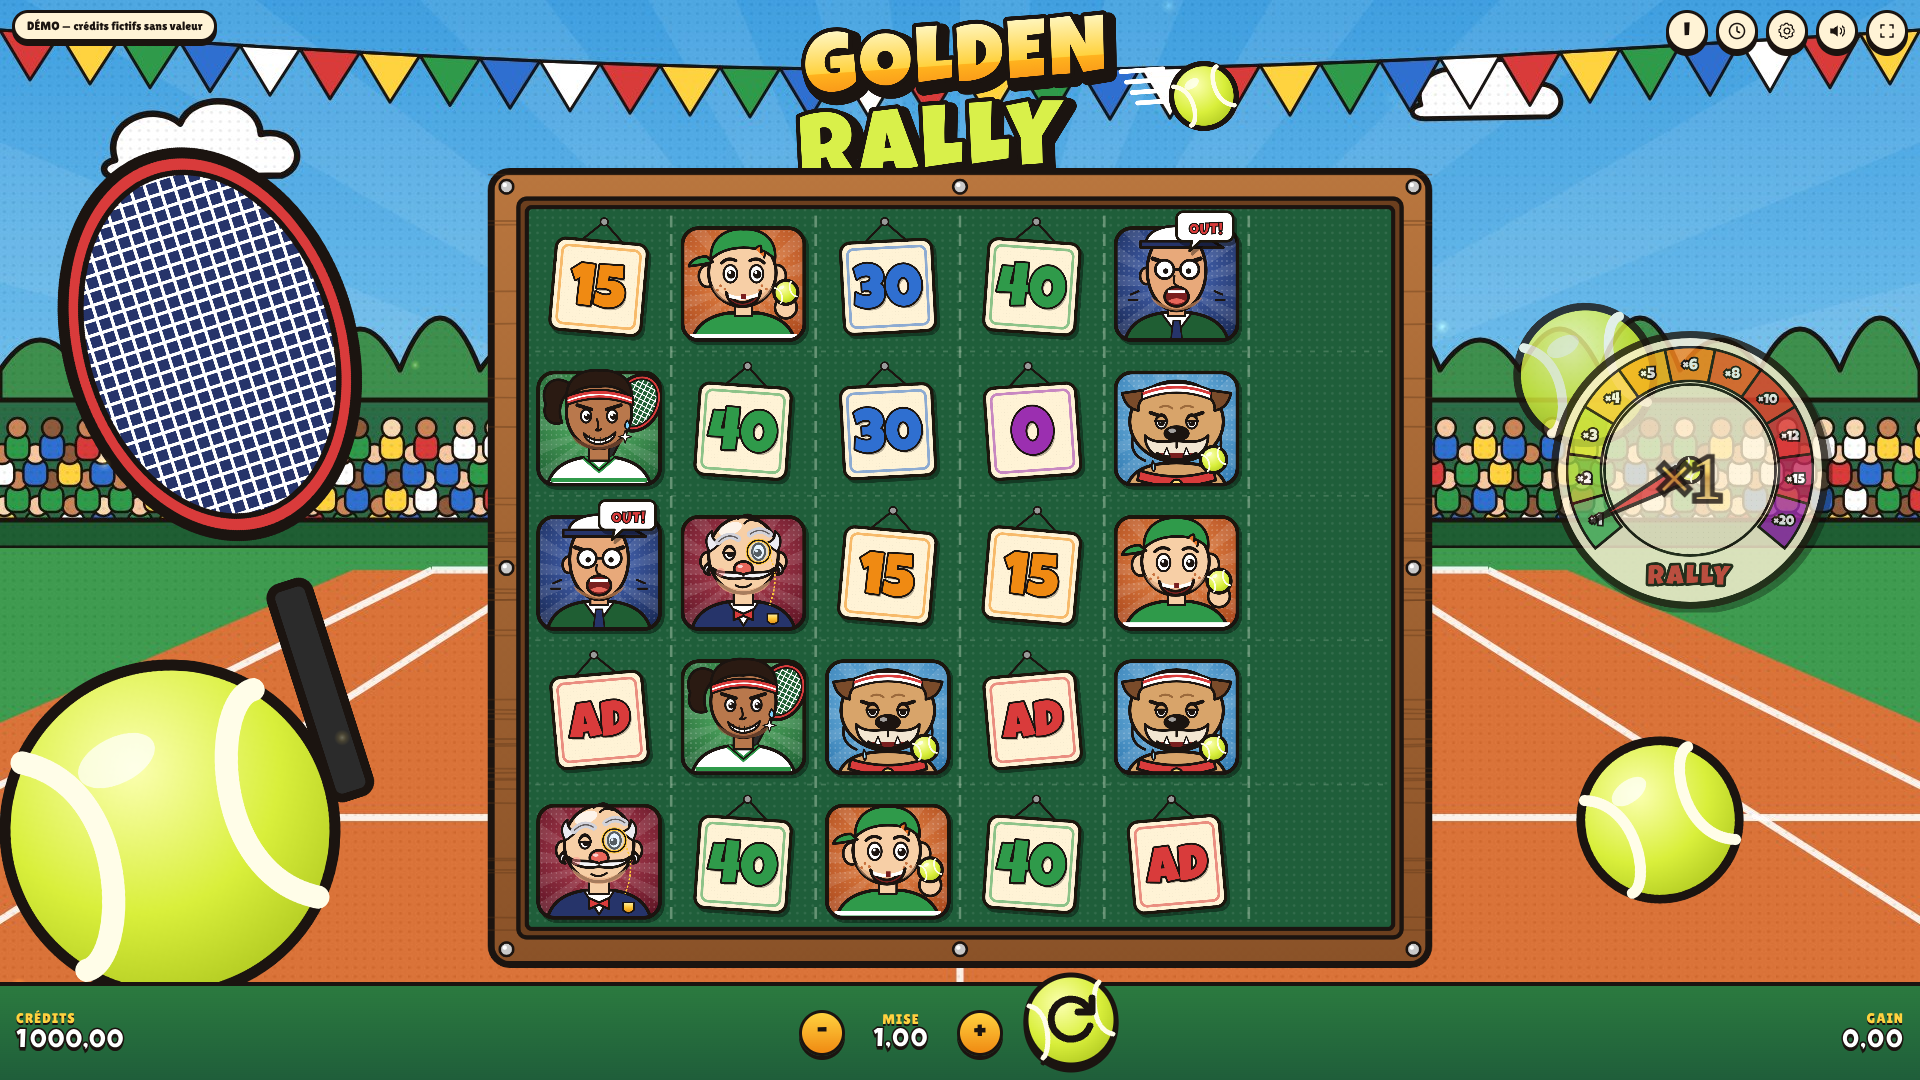 DÉMO — crédits fictifs sans valeur
GOLDEN
RALLY
15
30
40
OUT!
40
30
0
OUT!
15
15
AD
AD
40
40
AD
×1
×2
×3
×4
×5
×6
×8
×10
×12
×15
×20
×1
RALLY
CRÉDITS
1000,00
-
MISE
1,00
+
GAIN
0,00